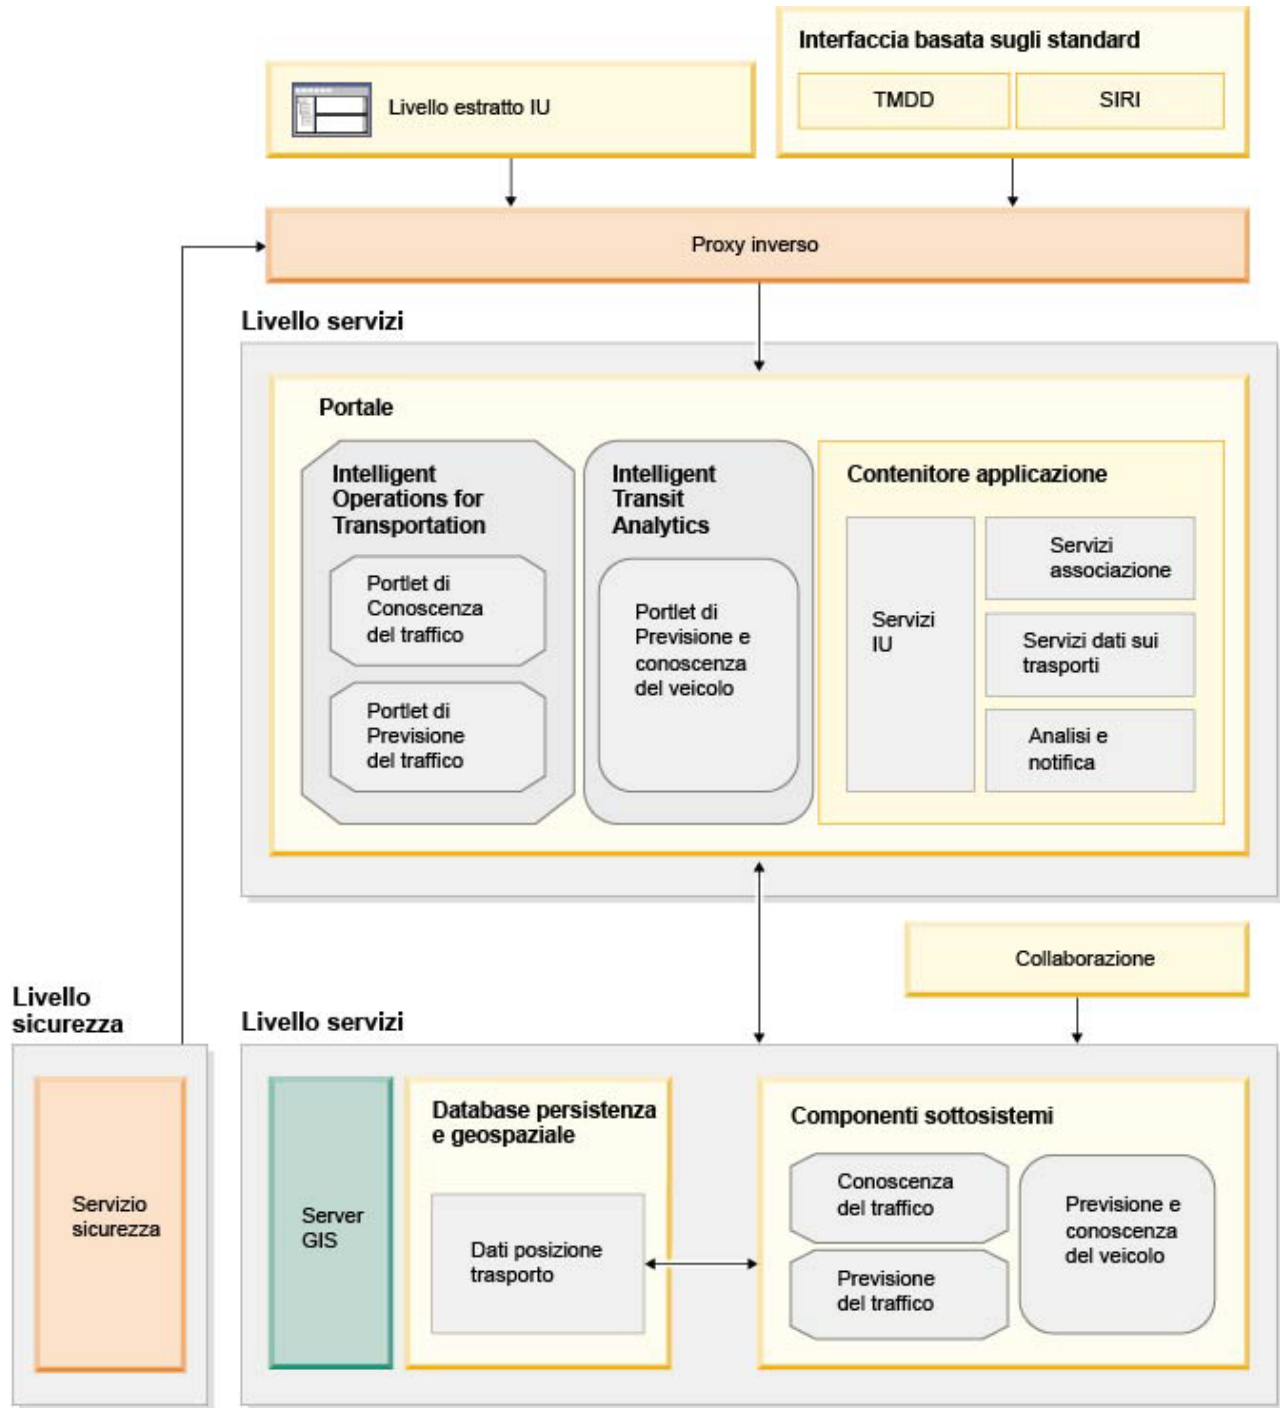 Interfaccia basata sugli standard
TMDD
SIRI
Livello estratto IU
Proxy inverso
Livello servizi
Portale
Intelligent
Operations for
Transportation
Portlet di
Conoscenza
del traffico
Portlet di
Previsione
del traffico
Intelligent
Transit
Analytics
Portlet di
Previsione e
conoscenza
del veicolo
Contenitore applicazione
Servizi
IU
Servizi
associazione
Servizi dati sui
trasporti
Analisi e
notifica
Collaborazione
Livello
sicurezza
Servizio
sicurezza
Livello servizi
Server
GIS
Database persistenza
e geospaziale
Dati posizione
trasporto
Componenti sottosistemi
Conoscenza
del traffico
Previsione
del traffico
Previsione e
conoscenza
del veicolo